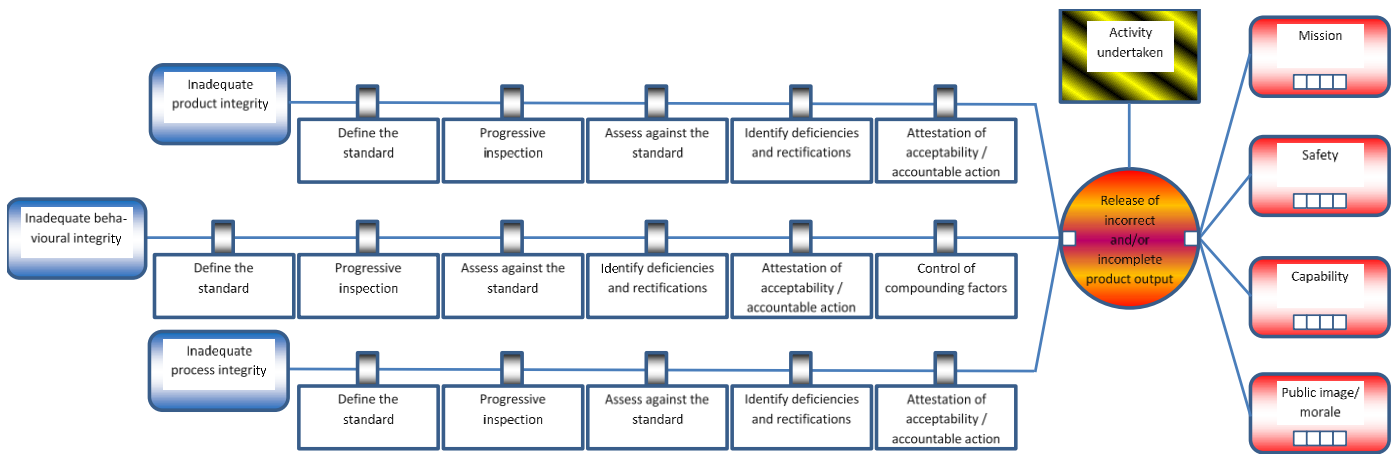 Inadequate
product integrity
Define the
standard
Progressive
inspection
Assess against the
standard
Identify deficiencies
and rectifications
Attestation of
acceptability /
accountable action
Inadequate beha-
vioural integrity
Define the
standard
Progressive
inspection
Assess against the
standard
Identify deficiencies
and rectifications
Attestation of
acceptability /
accountable action
Control of
compounding factors
Inadequate
process integrity
Define the
standard
Progressive
inspection
Assess against the
standard
Identify deficiencies
and rectifications
Attestation of
acceptability /
accountable action
Activity
undertaken
Release of
incorrect
and/or
incomplete
product output
Mission
Safety
Capability
Public image/
morale